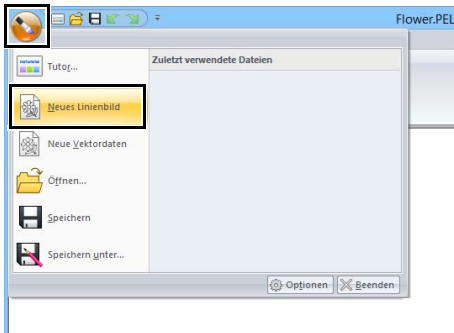 Flower.PEL
Tutor...
Zuletzt verwendete Dateien
Neues Linienbild
Neue Vektordaten
Öffnen...
Speichern
Speichern unter...
Optionen
Beenden